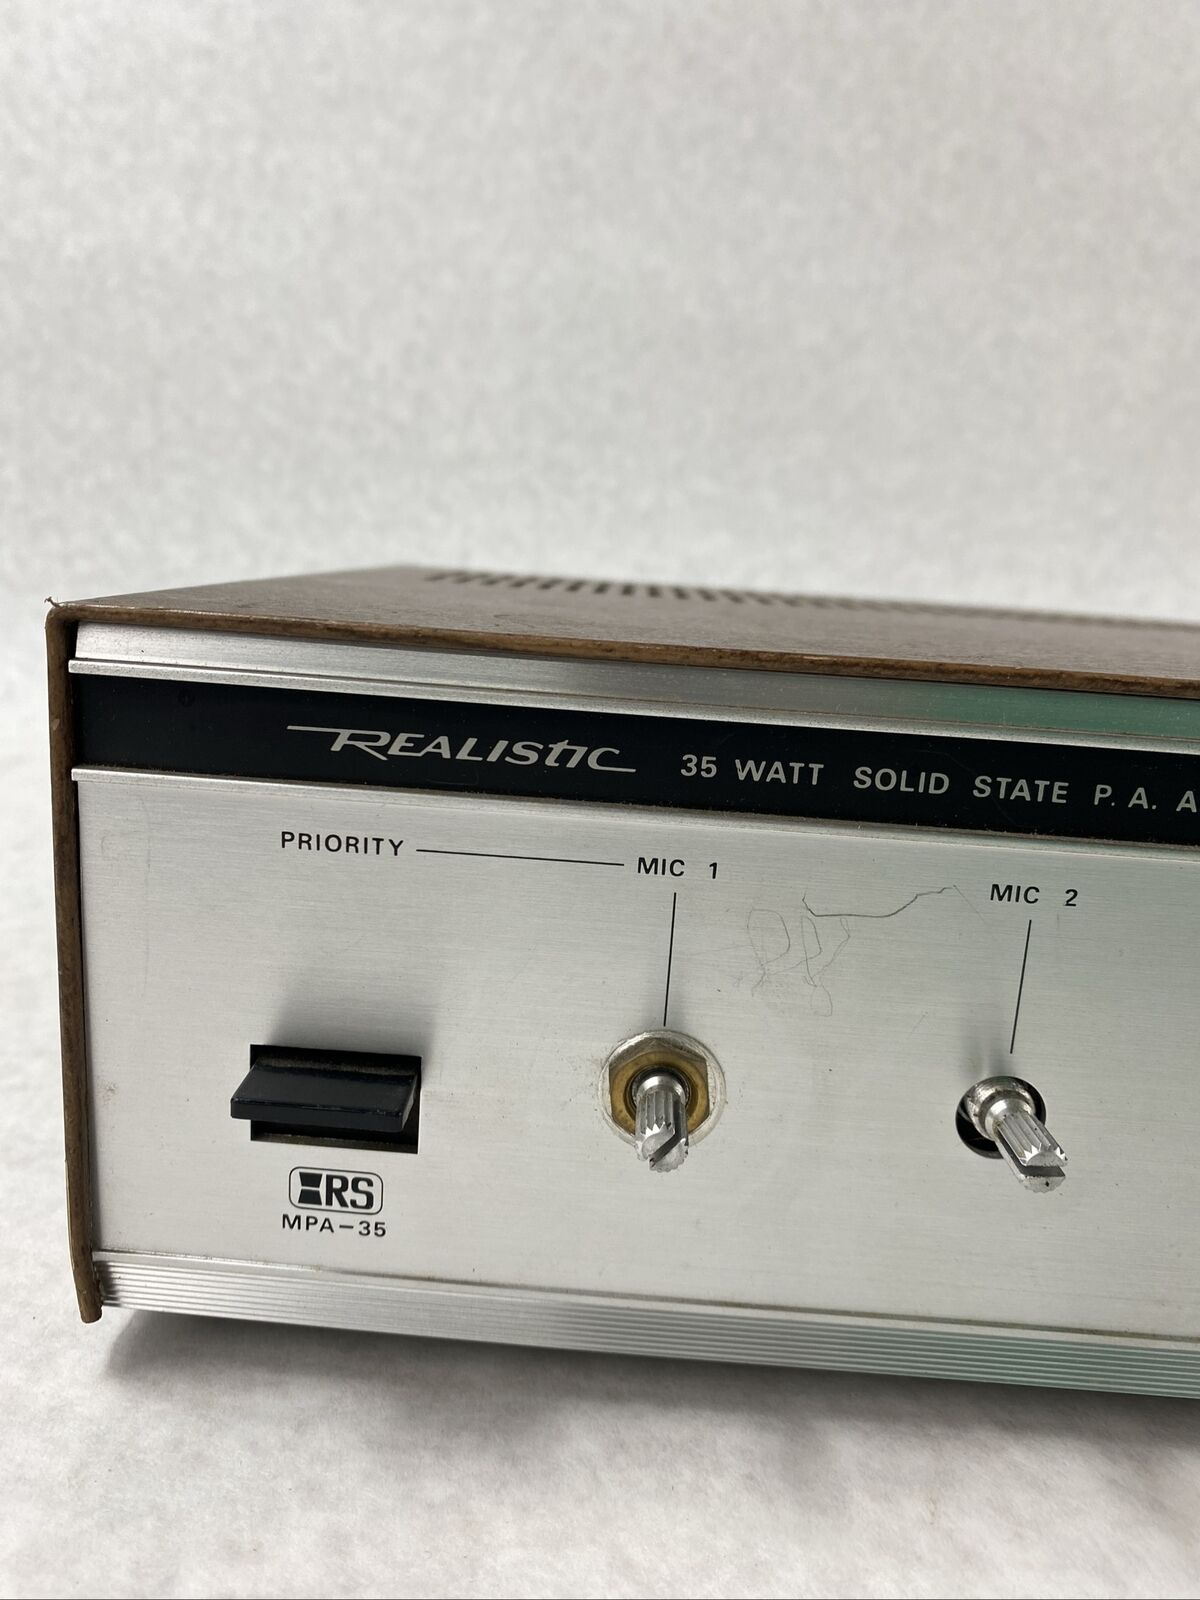 REALISTIC 35 WATT SOLID STATE P. A. A
PRIORITY MIC 1
MIC 2
RS
MPA-35